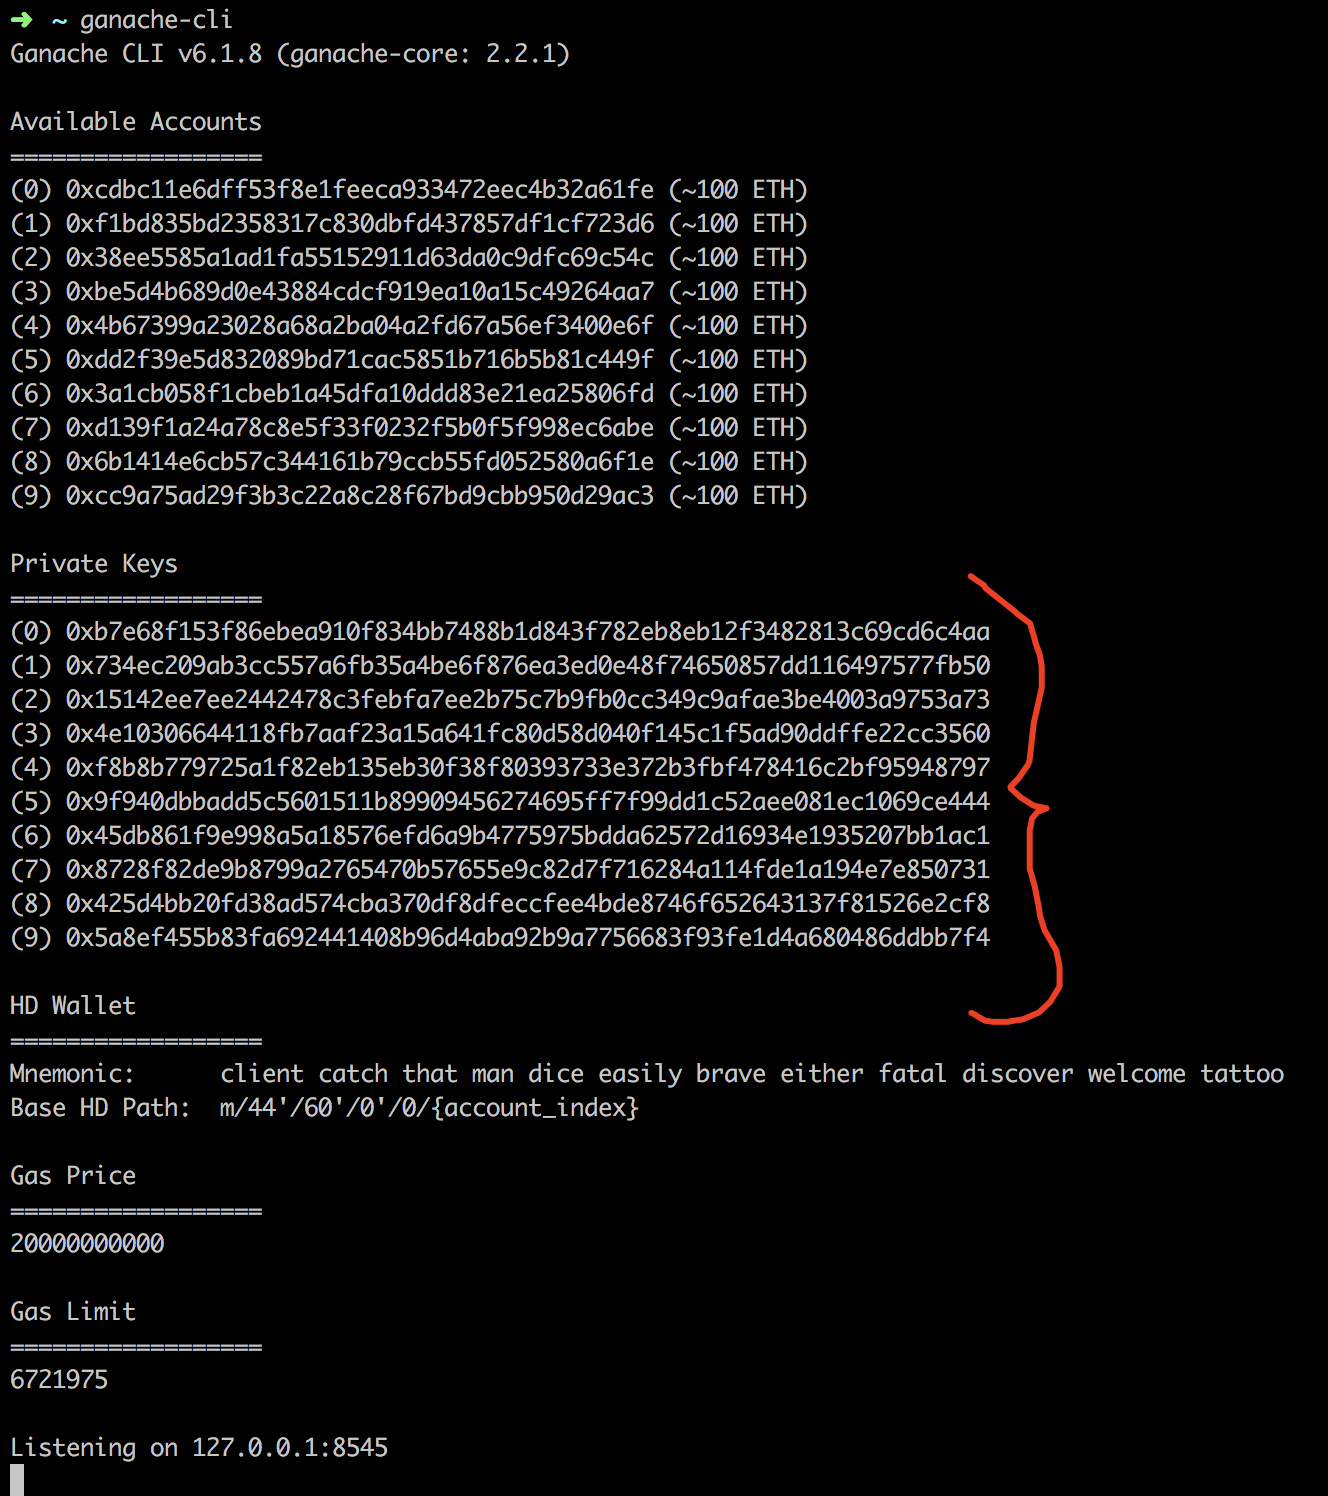 ➜ ~ ganache-cli
Ganache CLI v6.1.8 (ganache-core: 2.2.1)
Available Accounts
==================
(0) 0xcdbc11e6dff53f8e1feeca933472eec4b32a61fe (~100 ETH)
(1) 0xf1bd835bd2358317c830dbfd437857df1cf723d6 (~100 ETH)
(2) 0x38ee5585a1ad1fa55152911d63da0c9dfc69c54c (~100 ETH)
(3) 0xbe5d4b689d0e43884cdcf919ea10a15c49264aa7 (~100 ETH)
(4) 0x4b67399a23028a68a2ba04a2fd67a56ef3400e6f (~100 ETH)
(5) 0xdd2f39e5d832089bd71cac5851b716b5b81c449f (~100 ETH)
(6) 0x3a1cb058f1cbeb1a45dfa10ddd83e21ea25806fd (~100 ETH)
(7) 0xd139f1a24a78c8e5f33f0232f5b0f5f998ec6abe (~100 ETH)
(8) 0x6b1414e6cb57c344161b79ccb55fd052580a6f1e (~100 ETH)
(9) 0xcc9a75ad29f3b3c22a8c28f67bd9cbb950d29ac3 (~100 ETH)
Private Keys
==================
(0) 0xb7e68f153f86ebea910f834bb7488b1d843f782eb8eb12f3482813c69cd6c4aa
(1) 0x734ec209ab3cc557a6fb35a4be6f876ea3ed0e48f74650857dd116497577fb50
(2) 0x15142ee7ee2442478c3febfa7ee2b75c7b9fb0cc349c9afae3be4003a9753a73
(3) 0x4e10306644118fb7aaf23a15a641fc80d58d040f145c1f5ad90ddffe22cc3560
(4) 0xf8b8b779725a1f82eb135eb30f38f80393733e372b3fbf478416c2bf95948797
(5) 0x9f940dbbadd5c5601511b89909456274695ff7f99dd1c52aee081ec1069ce444
(6) 0x45db861f9e998a5a18576efd6a9b4775975bdda62572d16934e1935207bb1ac1
(7) 0x8728f82de9b8799a2765470b57655e9c82d7f716284a114fde1a194e7e850731
(8) 0x425d4bb20fd38ad574cba370df8dfeccfee4bde8746f652643137f81526e2cf8
(9) 0x5a8ef455b83fa692441408b96d4aba92b9a7756683f93fe1d4a680486ddbb7f4
HD Wallet
==================
Mnemonic:      client catch that man dice easily brave either fatal discover welcome tattoo
Base HD Path:  m/44'/60'/0'/0/{account_index}
Gas Price
==================
20000000000
Gas Limit
==================
6721975
Listening on 127.0.0.1:8545